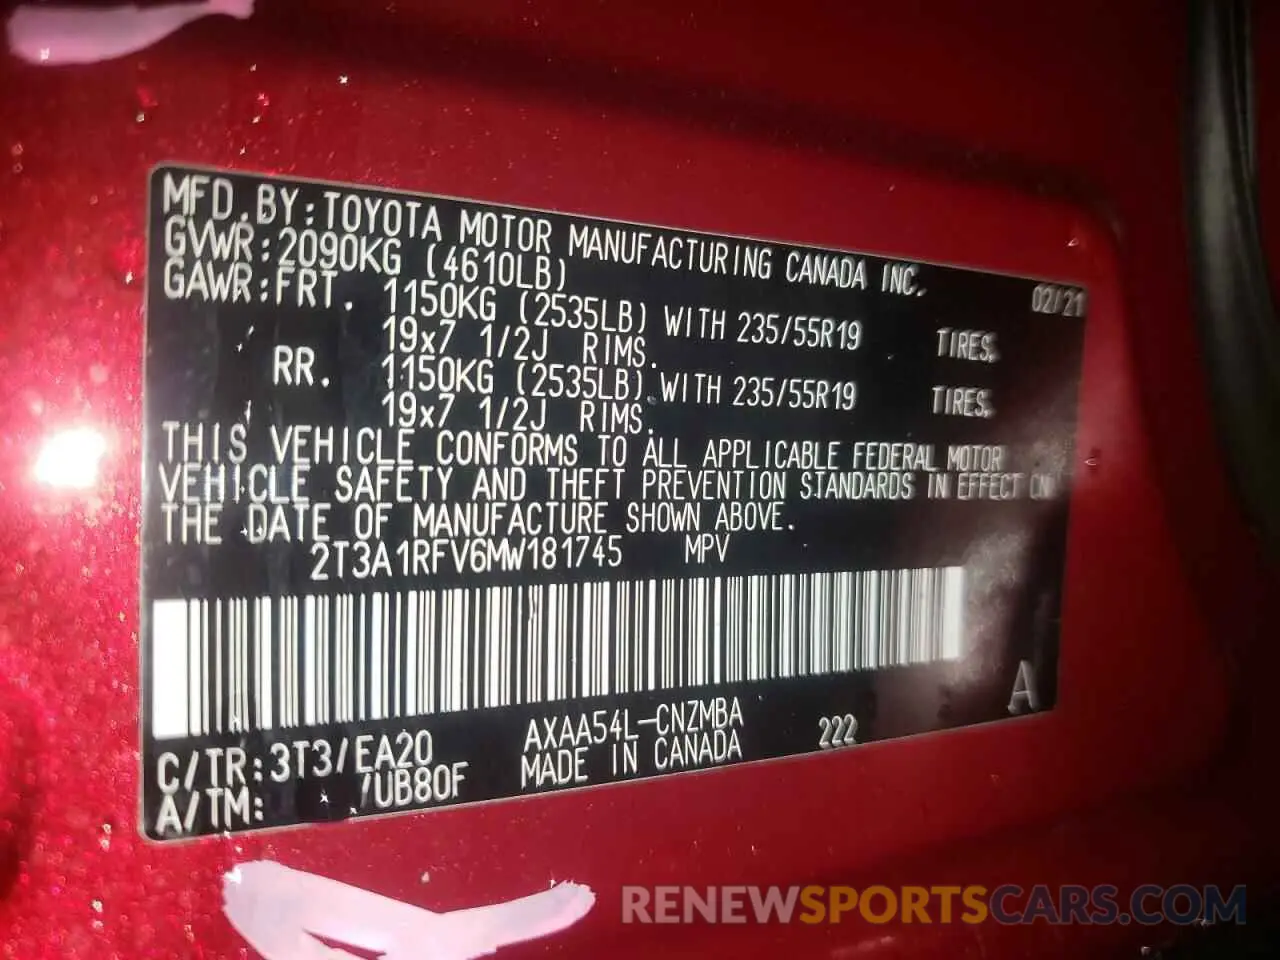 MFD.BY:TOYOTA MOTOR MANUFACTURING CANADA INC. 02/21
GVWR:2090KG (4610LB)
GAWR:FRT. 1150KG (2535LB) WITH 235/55R19 TIRES,
19x7 1/2J RIMS.
RR. 1150KG (2535LB) WITH 235/55R19 TIRES,
19x7 1/2J RIMS.
THIS VEHICLE CONFORMS TO ALL APPLICABLE FEDERAL MOTOR
VEHICLE SAFETY AND THEFT PREVENTION STANDARDS IN EFFECT ON
THE DATE OF MANUFACTURE SHOWN ABOVE.
2T3A1RFV6MW181745 MPV
A
C/TR:3T3/EA20 AXAA54L-CNZMBA 222
A/TM: /UB80F MADE IN CANADA
RENEWSPORTSCARS.COM